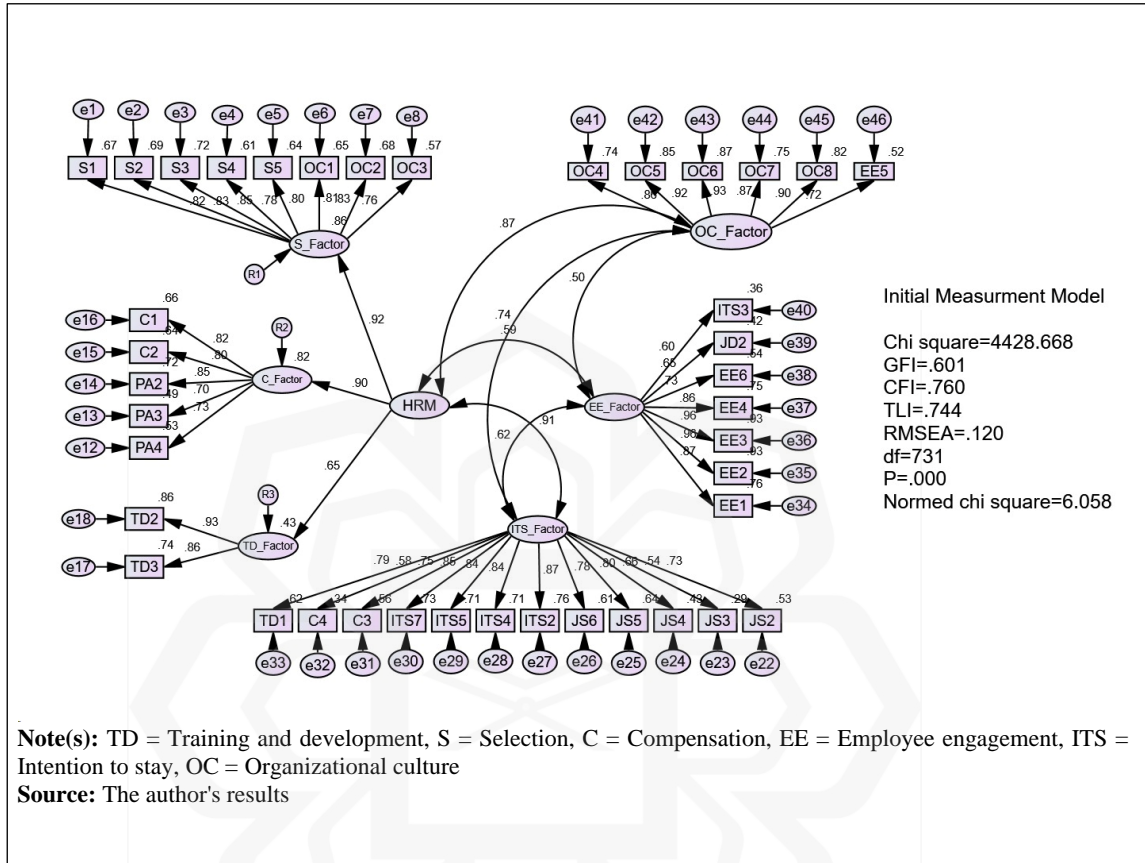 e1 e2 e3 e4 e5 e6 e7 e8
.67 .69 .72 .61 .64 .65 .68 .57
S1 S2 S3 S4 S5 OC1 OC2 OC3
.82 .83 .85 .78 .80 .81 .83 .76
.86
S_Factor
R1
e41 e42 e43 e44 e45 e46
.74 .85 .87 .75 .82 .52
OC4 OC5 OC6 OC7 OC8 EE5
.86 .92 .93 .87 .90 .72
OC_Factor
.87
.50
.92
.74
.59
.66
e16 C1
.64
e15 C2
.72
e14 PA2
.49
e13 PA3
.53
e12 PA4
.82
.80
.85
.70
.73
R2
.82
C_Factor
.90
HRM
.65
.62
.91
.36
ITS3 e40
.42
JD2 e39
.54
EE6 e38
.75
EE4 e37
.93
EE3 e36
.93
EE2 e35
.76
EE1 e34
.60
.65
.73
.86
.96
.96
.87
EE_Factor
Initial Measurment Model
Chi square=4428.668
GFI=.601
CFI=.760
TLI=.744
RMSEA=.120
df=731
P=.000
Normed chi square=6.058
.86
e18 TD2
.74
e17 TD3
.93
.86
R3
.43
TD_Factor
ITS_Factor
.79 .58 .75 .85 .84 .84 .87 .78 .80 .66 .54 .73
.62 .34 .56 .73 .71 .71 .76 .61 .64 .43 .29 .53
TD1 C4 C3 ITS7 ITS5 ITS4 ITS2 JS6 JS5 JS4 JS3 JS2
e33 e32 e31 e30 e29 e28 e27 e26 e25 e24 e23 e22
Note(s): TD = Training and development, S = Selection, C = Compensation, EE = Employee engagement, ITS =
Intention to stay, OC = Organizational culture
Source: The author's results